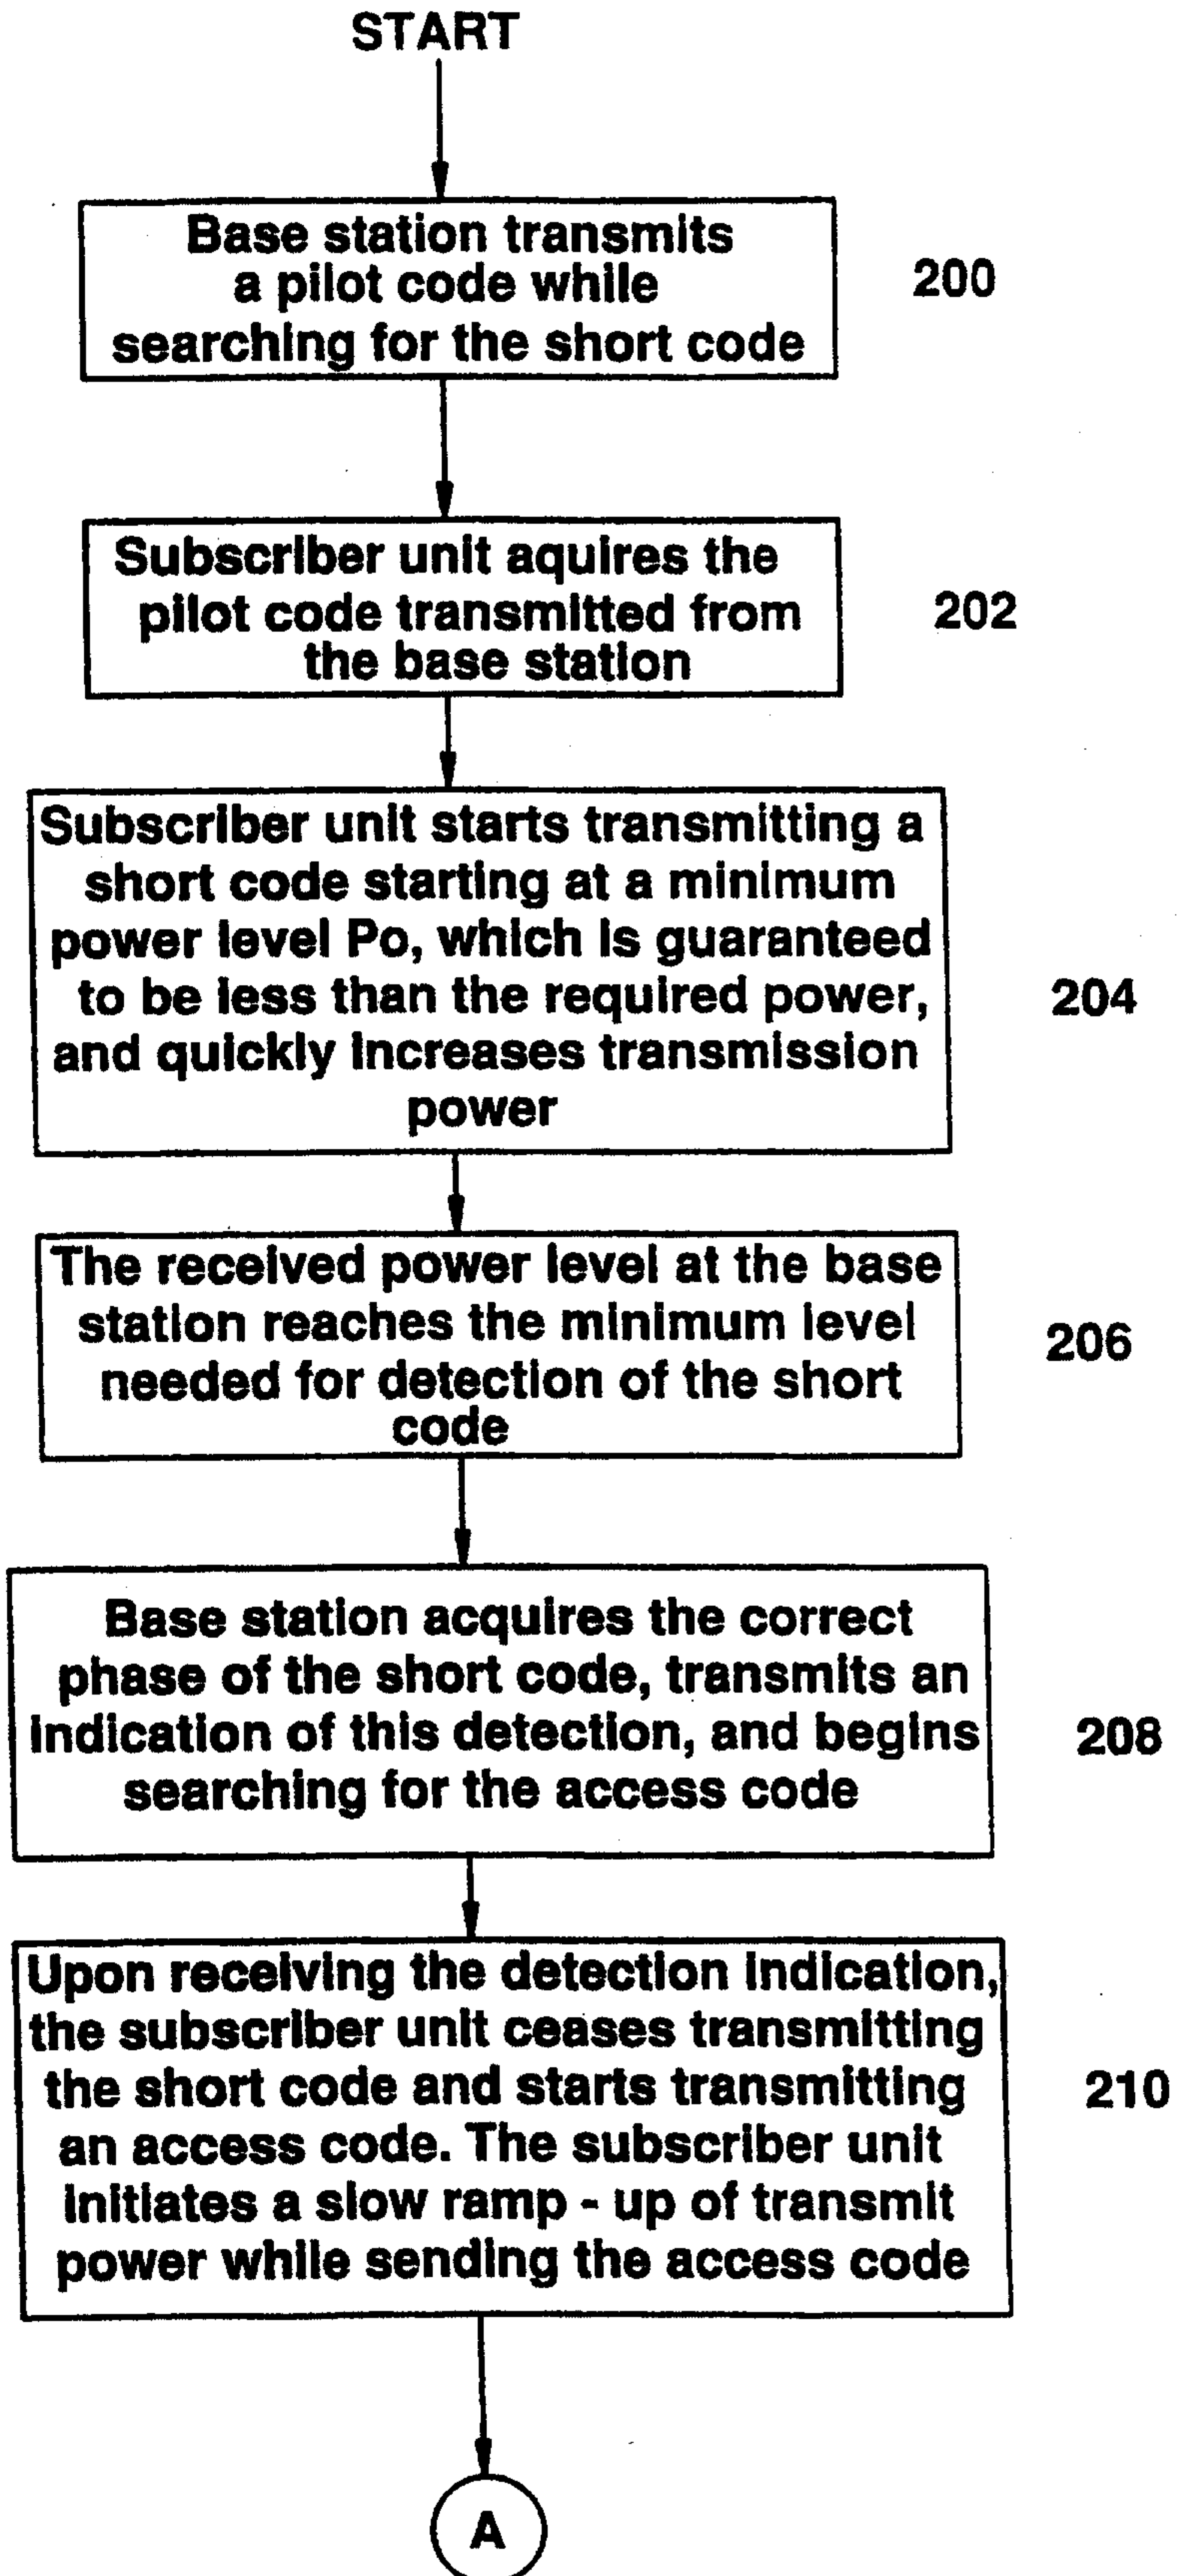 START
Base station transmits
a pilot code while
searching for the short code
200
Subscriber unit aquires the
pilot code transmitted from
the base station
202
Subscriber unit starts transmitting a
short code starting at a minimum
power level Po, which is guaranteed
to be less than the required power,
and quickly increases transmission
power
204
The received power level at the base
station reaches the minimum level
needed for detection of the short
code
206
Base station acquires the correct
phase of the short code, transmits an
indication of this detection, and begins
searching for the access code
208
Upon receiving the detection indication,
the subscriber unit ceases transmitting
the short code and starts transmitting
an access code. The subscriber unit
initiates a slow ramp - up of transmit
power while sending the access code
210
A